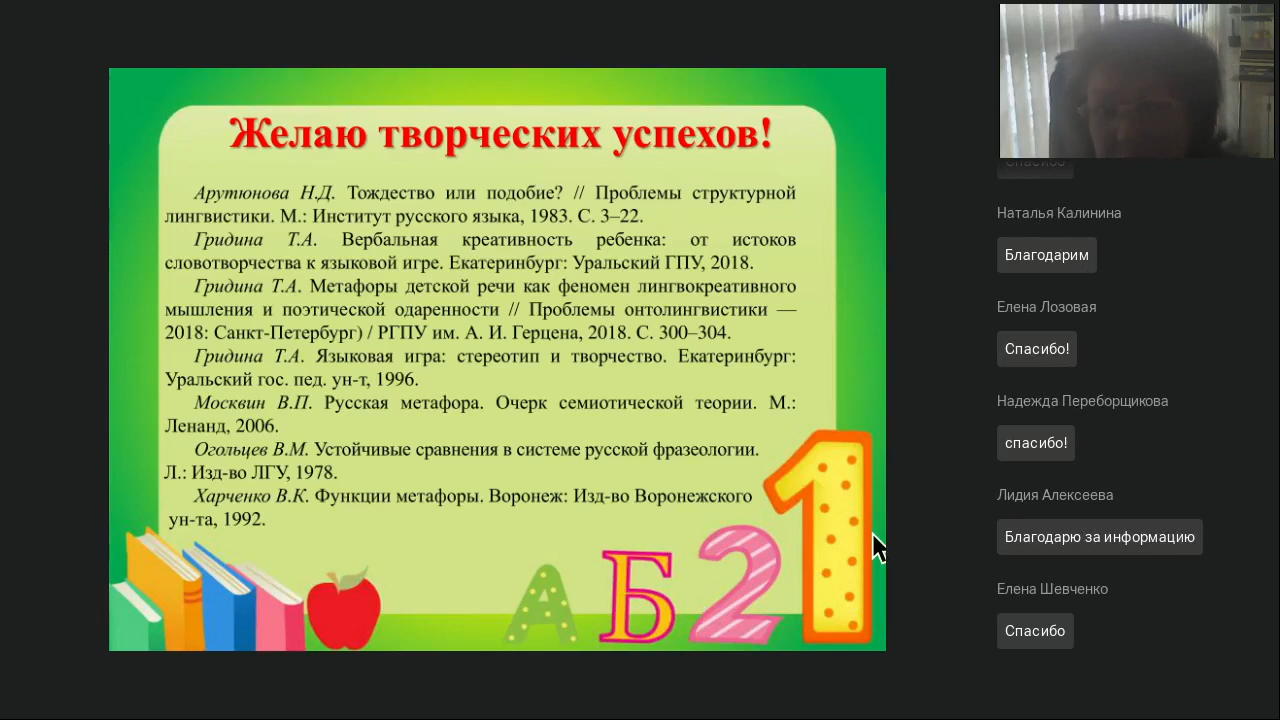 Желаю творческих успехов!
Арутюнова Н.Д. Тождество или подобие? // Проблемы структурной
лингвистики. М.: Институт русского языка, 1983. С. 3–22.
Гридина Т.А. Вербальная креативность ребенка: от истоков
словотворчества к языковой игре. Екатеринбург: Уральский ГПУ, 2018.
Гридина Т.А. Метафоры детской речи как феномен лингвокреативного
мышления и поэтической одаренности // Проблемы онтолингвистики —
2018: Санкт-Петербург) / РГПУ им. А. И. Герцена, 2018. С. 300–304.
Гридина Т.А. Языковая игра: стереотип и творчество. Екатеринбург:
Уральский гос. пед. ун-т, 1996.
Москвин В.П. Русская метафора. Очерк семиотической теории. М.:
Ленанд, 2006.
Огольцев В.М. Устойчивые сравнения в системе русской фразеологии.
Л.: Изд-во ЛГУ, 1978.
Харченко В.К. Функции метафоры. Воронеж: Изд-во Воронежского
ун-та, 1992.
А Б 2 1
Спасибо
Наталья Калинина
Благодарим
Елена Лозовая
Спасибо!
Надежда Переборщикова
спасибо!
Лидия Алексеева
Благодарю за информацию
Елена Шевченко
Спасибо